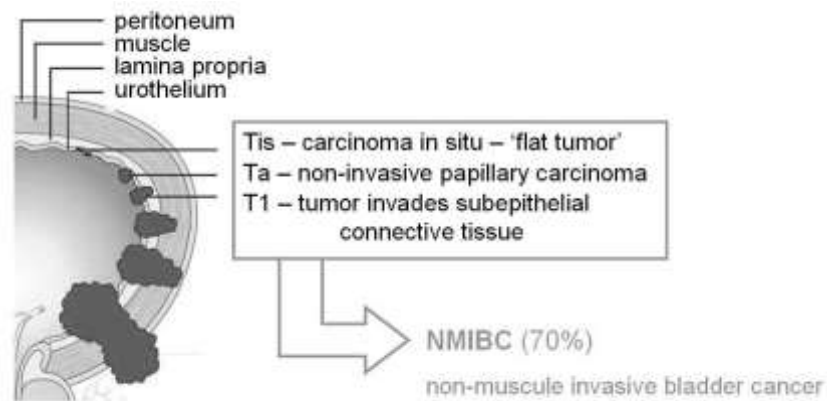 peritoneum
muscle
lamina propria
urothelium
Tis – carcinoma in situ – ‘flat tumor’
Ta – non-invasive papillary carcinoma
T1 – tumor invades subepithelial
connective tissue
NMIBC (70%)
non-muscule invasive bladder cancer